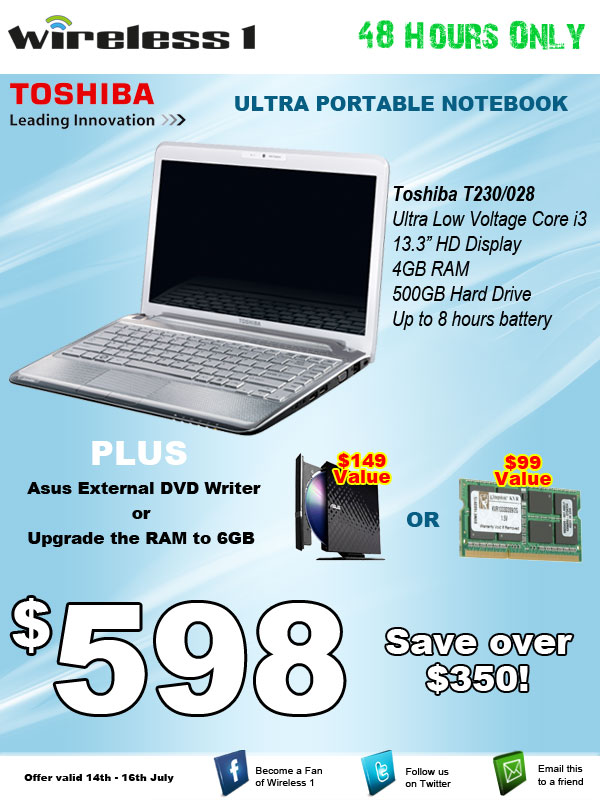 wireless 1
48 Hours Only
TOSHIBA
Leading Innovation >>>
ULTRA PORTABLE NOTEBOOK
Toshiba T230/028
Ultra Low Voltage Core i3
13.3” HD Display
4GB RAM
500GB Hard Drive
Up to 8 hours battery
TOSHIBA
PLUS
Asus External DVD Writer
or
Upgrade the RAM to 6GB
$149
Value
ASUS
OR
$99
Value
Kingston
$598
Save over
$350!
Offer valid 14th - 16th July
Become a Fan
of Wireless 1
Follow us
on Twitter
Email this
to a friend